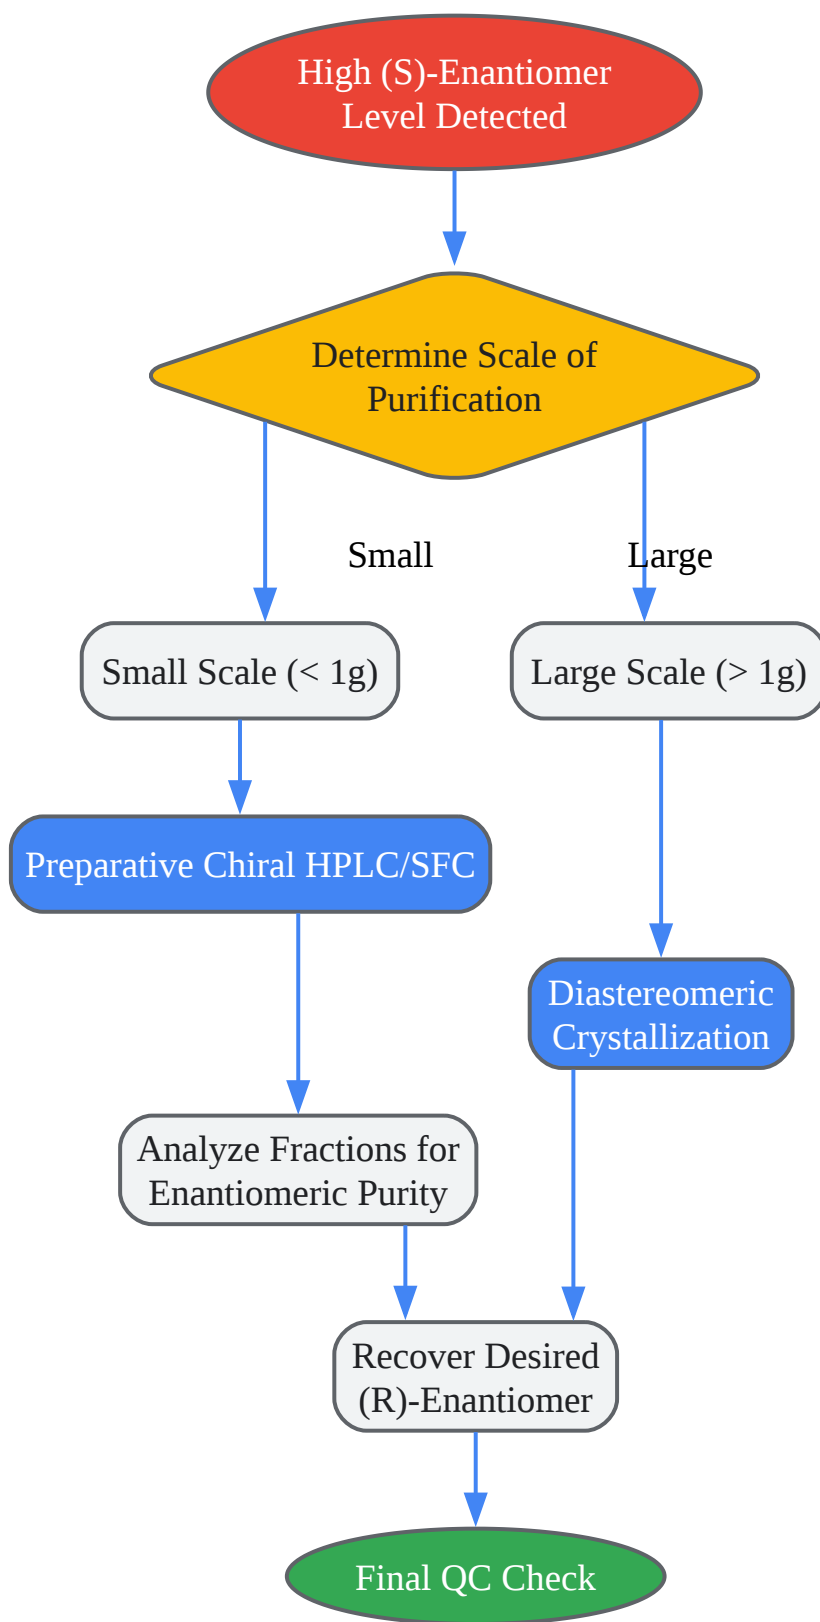 High (S)-Enantiomer
Level Detected
Determine Scale of
Purification
Small
Large
Small Scale (< 1g)
Large Scale (> 1g)
Preparative Chiral HPLC/SFC
Diastereomeric
Crystallization
Analyze Fractions for
Enantiomeric Purity
Recover Desired
(R)-Enantiomer
Final QC Check